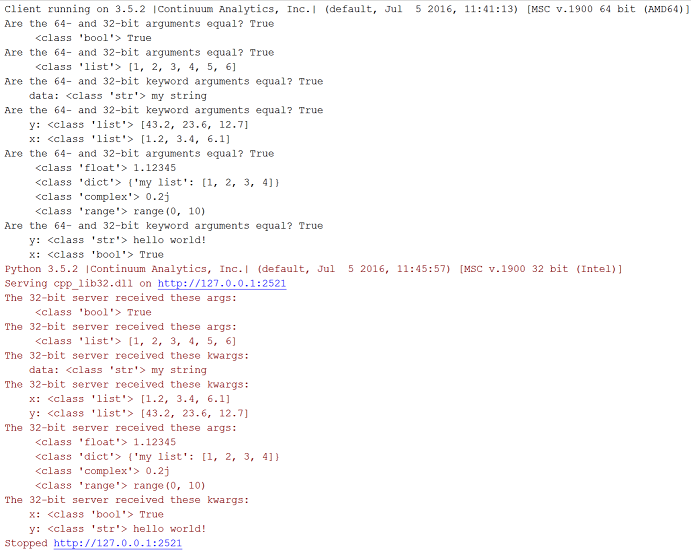 Client running on 3.5.2 |Continuum Analytics, Inc.| (default, Jul  5 2016, 11:41:13) [MSC v.1900 64 bit (AMD64)]
Are the 64- and 32-bit arguments equal? True
     <class 'bool'> True
Are the 64- and 32-bit arguments equal? True
     <class 'list'> [1, 2, 3, 4, 5, 6]
Are the 64- and 32-bit keyword arguments equal? True
    data: <class 'str'> my string
Are the 64- and 32-bit keyword arguments equal? True
    y: <class 'list'> [43.2, 23.6, 12.7]
    x: <class 'list'> [1.2, 3.4, 6.1]
Are the 64- and 32-bit arguments equal? True
     <class 'float'> 1.12345
     <class 'dict'> {'my list': [1, 2, 3, 4]}
     <class 'complex'> 0.2j
     <class 'range'> range(0, 10)
Are the 64- and 32-bit keyword arguments equal? True
    y: <class 'str'> hello world!
    x: <class 'bool'> True
Python 3.5.2 |Continuum Analytics, Inc.| (default, Jul  5 2016, 11:45:57) [MSC v.1900 32 bit (Intel)]
Serving cpp_lib32.dll on http://127.0.0.1:2521
The 32-bit server received these args:
     <class 'bool'> True
The 32-bit server received these args:
     <class 'list'> [1, 2, 3, 4, 5, 6]
The 32-bit server received these kwargs:
    data: <class 'str'> my string
The 32-bit server received these kwargs:
    x: <class 'list'> [1.2, 3.4, 6.1]
    y: <class 'list'> [43.2, 23.6, 12.7]
The 32-bit server received these args:
     <class 'float'> 1.12345
     <class 'dict'> {'my list': [1, 2, 3, 4]}
     <class 'complex'> 0.2j
     <class 'range'> range(0, 10)
The 32-bit server received these kwargs:
    x: <class 'bool'> True
    y: <class 'str'> hello world!
Stopped http://127.0.0.1:2521